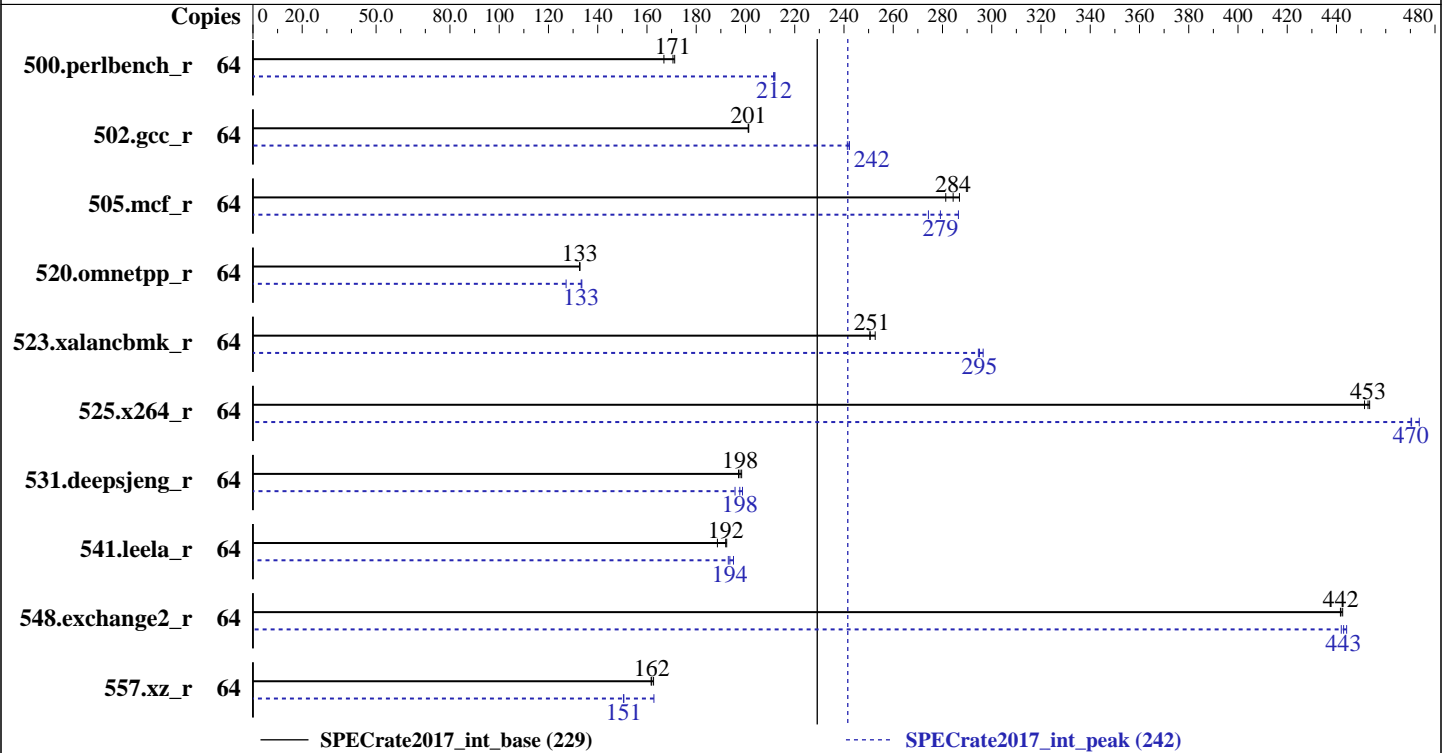 Copies 0 20.0 50.0 80.0 100 120 140 160 180 200 220 240 260 280 300 320 340 360 380 400 420 440 480
171
500.perlbench_r 64
212
201
502.gcc_r 64
242
284
505.mcf_r 64
279
133
520.omnetpp_r 64
133
251
523.xalancbmk_r 64
295
453
525.x264_r 64
470
198
531.deepsjeng_r 64
198
192
541.leela_r 64
194
442
548.exchange2_r 64
443
162
557.xz_r 64
151
SPECrate2017_int_base (229) SPECrate2017_int_peak (242)